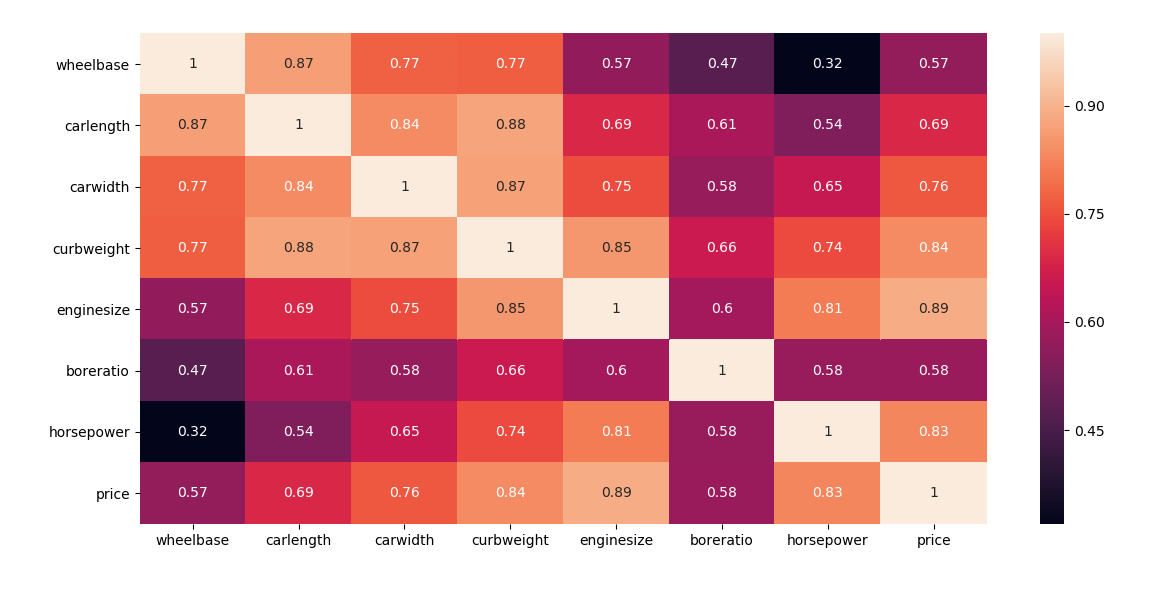 wheelbase 1 0.87 0.77 0.77 0.57 0.47 0.32 0.57
carlength 0.87 1 0.84 0.88 0.69 0.61 0.54 0.69
carwidth 0.77 0.84 1 0.87 0.75 0.58 0.65 0.76
curbweight 0.77 0.88 0.87 1 0.85 0.66 0.74 0.84
enginesize 0.57 0.69 0.75 0.85 1 0.6 0.81 0.89
boreratio 0.47 0.61 0.58 0.66 0.6 1 0.58 0.58
horsepower 0.32 0.54 0.65 0.74 0.81 0.58 1 0.83
price 0.57 0.69 0.76 0.84 0.89 0.58 0.83 1
wheelbase carlength carwidth curbweight enginesize boreratio horsepower price
0.90
0.75
0.60
0.45